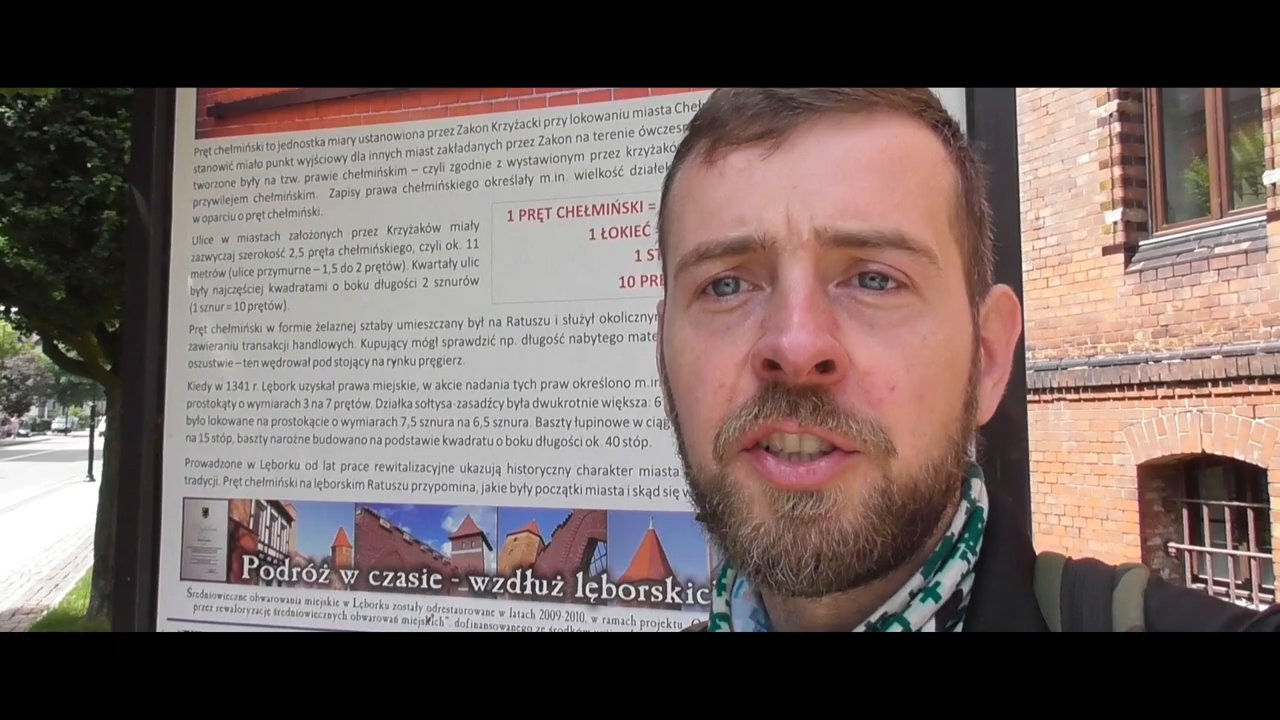 Pręt chełmiński to jednostka miary ustanowiona przez Zakon Krzyżacki przy lokowaniu miasta Cheł
stanowić miało punkt wyjściowy dla innych miast zakładanych przez Zakon na terenie ówczesn
tworzone były na tzw. prawie chełmińskim – czyli zgodnie z wystawionym przez krzyżakó
przywilejem chełmińskim. Zapisy prawa chełmińskiego określały m.in. wielkość działek
w oparciu o pręt chełmiński.
Ulice w miastach założonych przez Krzyżaków miały
zazwyczaj szerokość 2,5 pręta chełmińskiego, czyli ok. 11
metrów (ulice przymurne – 1,5 do 2 prętów). Kwartały ulic
były najczęściej kwadratami o boku długości 2 sznurów
(1 sznur = 10 prętów).
1 PRĘT CHEŁMIŃSKI =
1 ŁOKIEĆ
1 ST
10 PRĘ
Pręt chełmiński w formie żelaznej sztaby umieszczany był na Ratuszu i służył okolicznym
zawieraniu transakcji handlowych. Kupujący mógł sprawdzić np. długość nabytego mate
oszustwie – ten wędrował pod stojący na rynku pręgierz.
Kiedy w 1341 r. Lębork uzyskał prawa miejskie, w akcie nadania tych praw określono m.in
prostokąty o wymiarach 3 na 7 prętów. Działka sołtysa-zasadźcy była dwukrotnie większa: 6
było lokowane na prostokącie o wymiarach 7,5 sznura na 6,5 sznura. Baszty łupinowe w ciąg
na 15 stóp, baszty narożne budowano na podstawie kwadratu o boku długości ok. 40 stóp.
Prowadzone w Lęborku od lat prace rewitalizacyjne ukazują historyczny charakter miasta
tradycji. Pręt chełmiński na lęborskim Ratuszu przypomina, jakie były początki miasta i skąd się w
Podróż w czasie - wzdłuż lęborskic
Średniowieczne obwarowania miejskie w Lęborku zostały odrestaurowane w latach 2009-2010, w ramach projektu
przez rewaloryzację średniowiecznych obwarowań miejskich", dofinansowanego ze środków